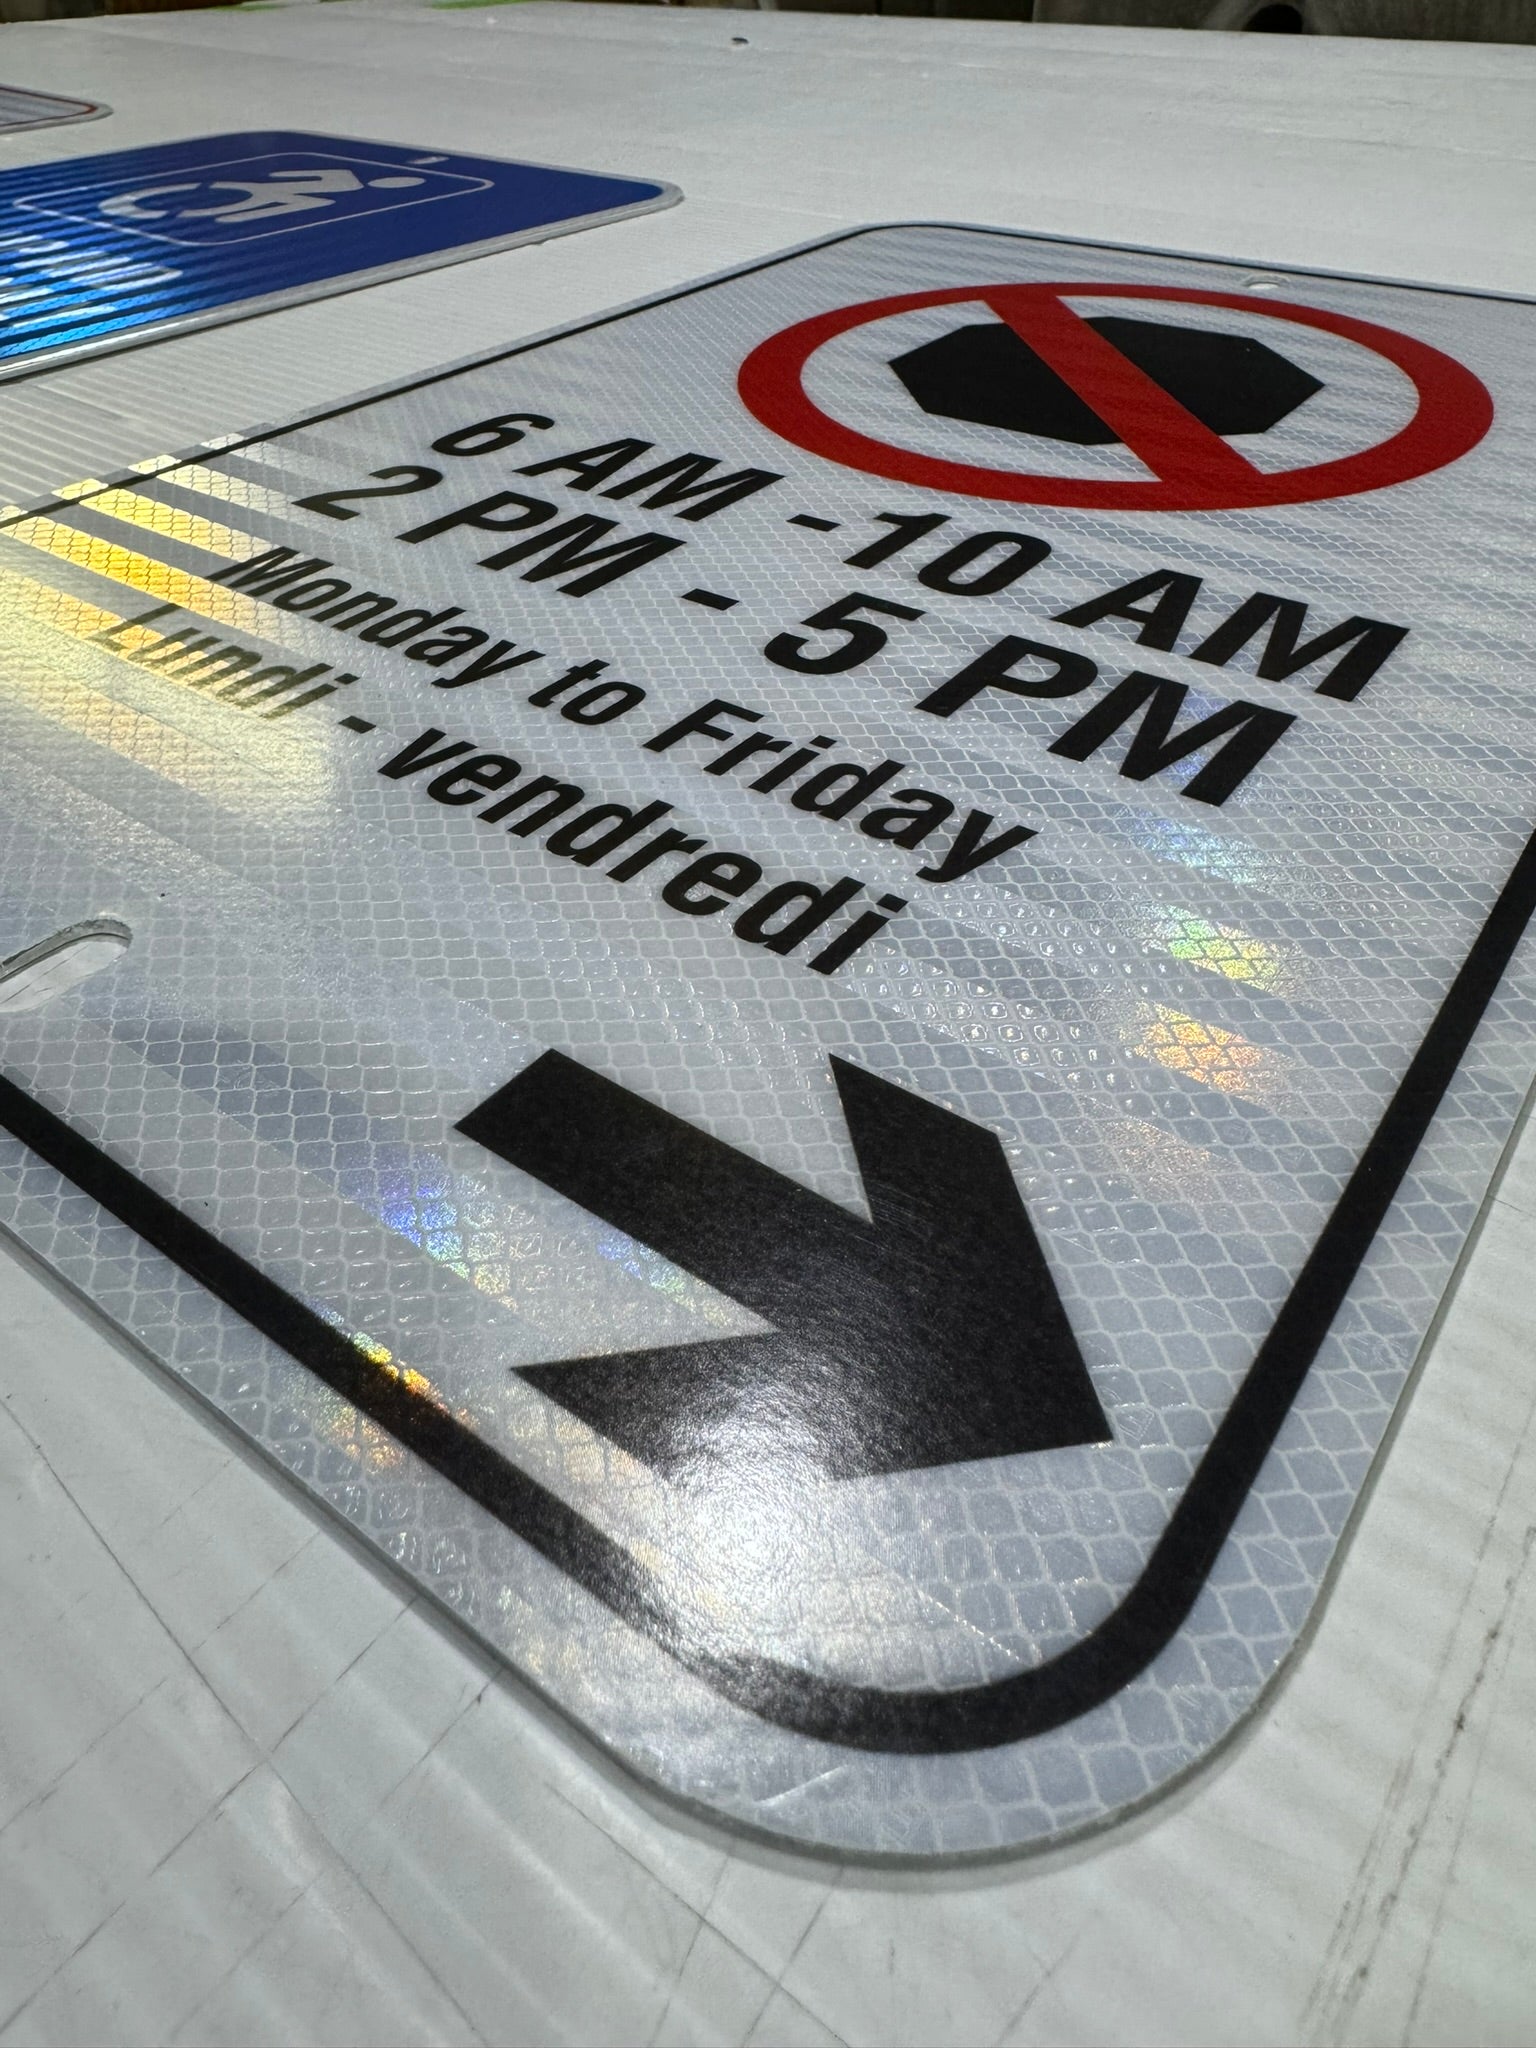 6 AM - 10 AM
2 PM - 5 PM
Monday to Friday
Lundi - vendredi